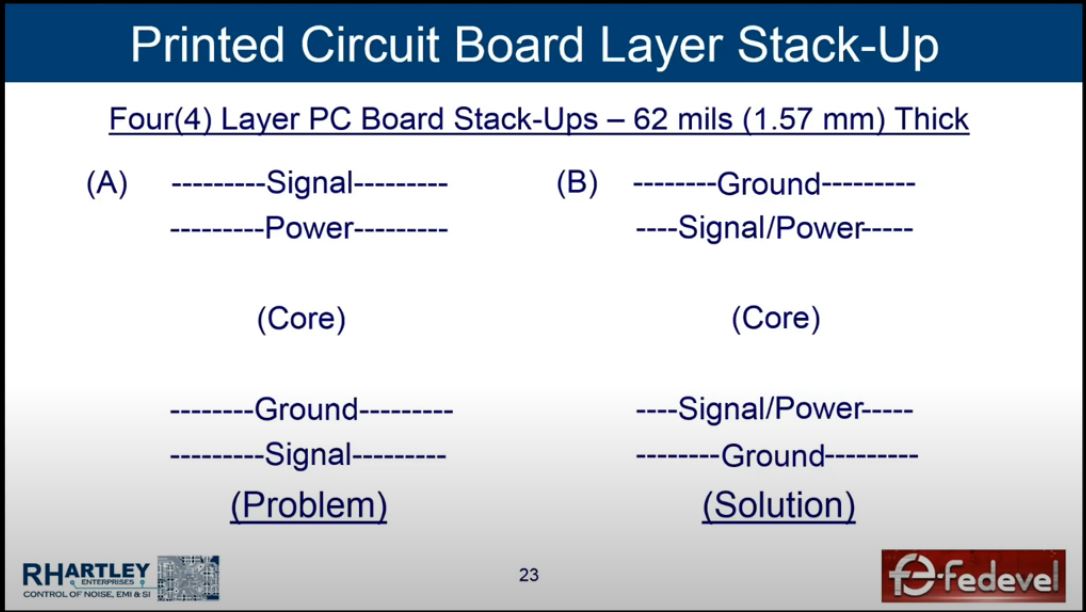 Printed Circuit Board Layer Stack-Up
Four(4) Layer PC Board Stack-Ups – 62 mils (1.57 mm) Thick
(A) ---------Signal---------
---------Power---------
(Core)
--------Ground---------
---------Signal---------
(Problem)
(B) --------Ground---------
----Signal/Power-----
(Core)
----Signal/Power-----
--------Ground---------
(Solution)
RHARTLEY
ENTERPRISES
CONTROL OF NOISE, EMI & SI
23
fe-fedevel